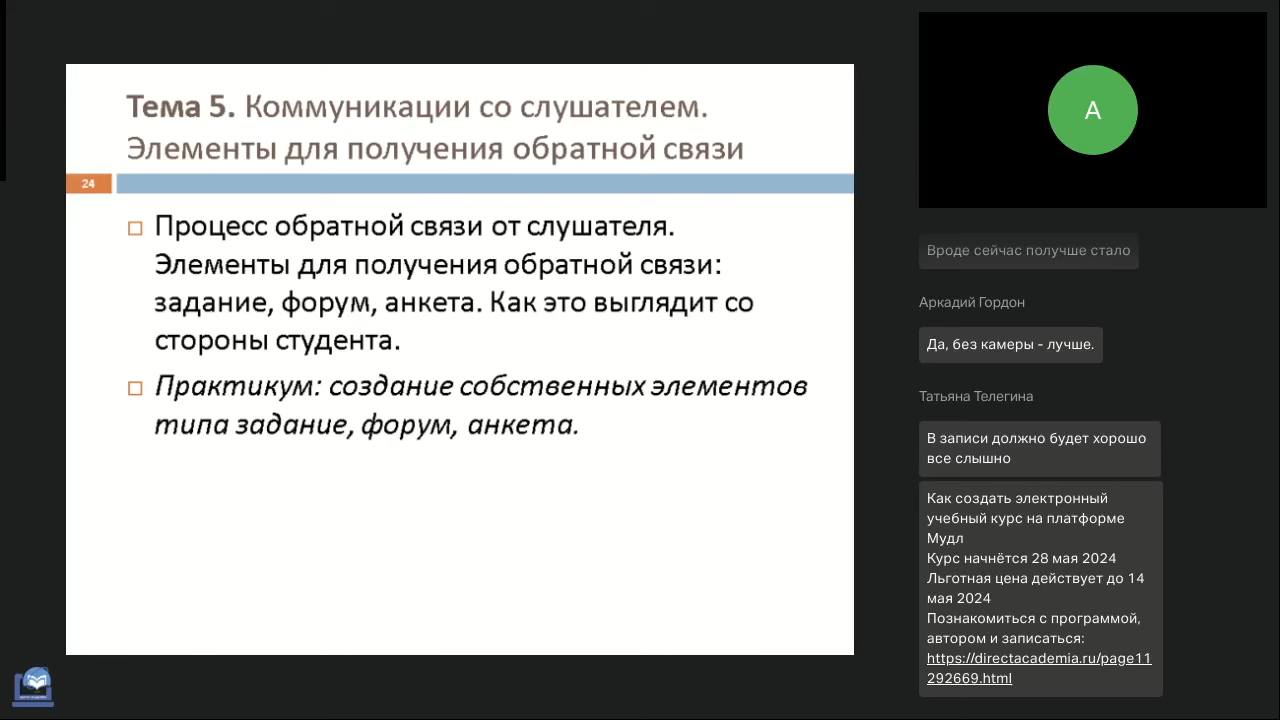 Тема 5. Коммуникации со слушателем.
Элементы для получения обратной связи
24
Процесс обратной связи от слушателя.
Элементы для получения обратной связи:
задание, форум, анкета. Как это выглядит со
стороны студента.
Практикум: создание собственных элементов
типа задание, форум, анкета.
А
Вроде сейчас получше стало
Аркадий Гордон
Да, без камеры - лучше.
Татьяна Телегина
В записи должно будет хорошо
все слышно
Как создать электронный
учебный курс на платформе
Мудл
Курс начнётся 28 мая 2024
Льготная цена действует до 14
мая 2024
Познакомиться с программой,
автором и записаться:
https://directacademia.ru/page11
292669.html